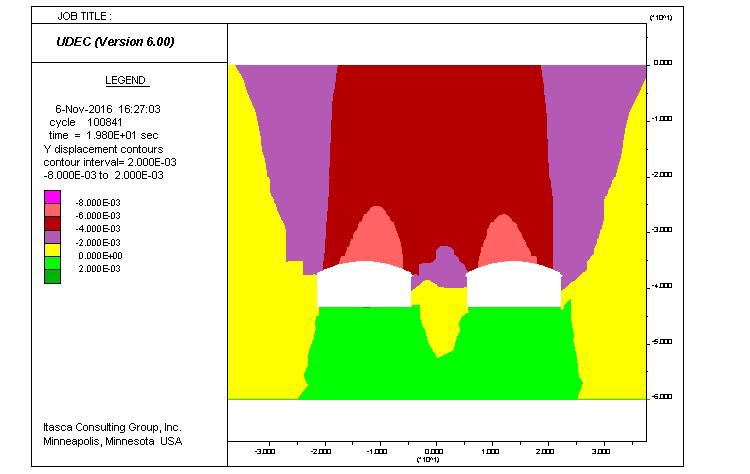 JOB TITLE :
UDEC (Version 6.00)
LEGEND
6-Nov-2016 16:27:03
cycle 100841
time = 1.980E+01 sec
Y displacement contours
contour interval= 2.000E-03
-8.000E-03 to 2.000E-03
-8.000E-03
-6.000E-03
-4.000E-03
-2.000E-03
0.000E+00
2.000E-03
Itasca Consulting Group, Inc.
Minneapolis, Minnesota USA
(*10^1)
0.000
-1.000
-2.000
-3.000
-4.000
-5.000
-6.000
-3.000 -2.000 -1.000 0.000 1.000 2.000 3.000
(*10^1)